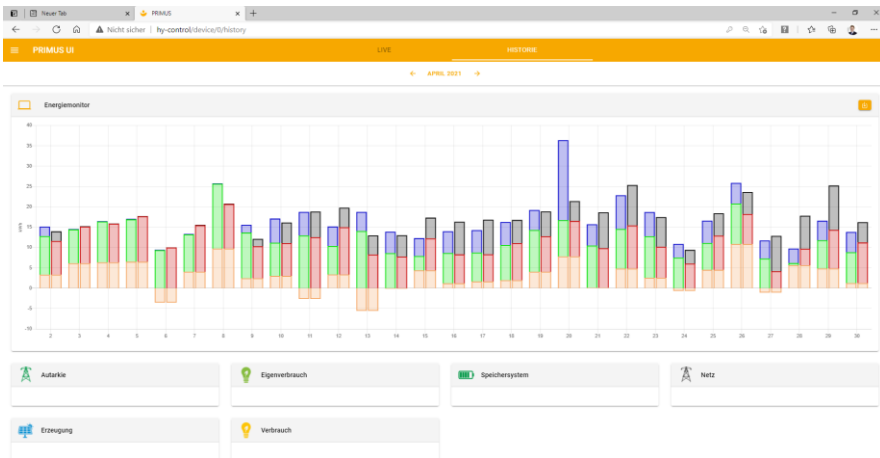 Neuer Tab
PRIMUS
Nicht sicher | hy-control/device/0/history
PRIMUS UI
LIVE
HISTORIE
APRIL 2021
Energiemonitor
40
35
30
25
20
15
10
5
0
-5
-10
kWh
2 3 4 5 6 7 8 9 10 11 12 13 14 15 16 17 18 19 20 21 22 23 24 25 26 27 28 29 30
Autarkie
Eigenverbrauch
Speichersystem
Netz
Erzeugung
Verbrauch